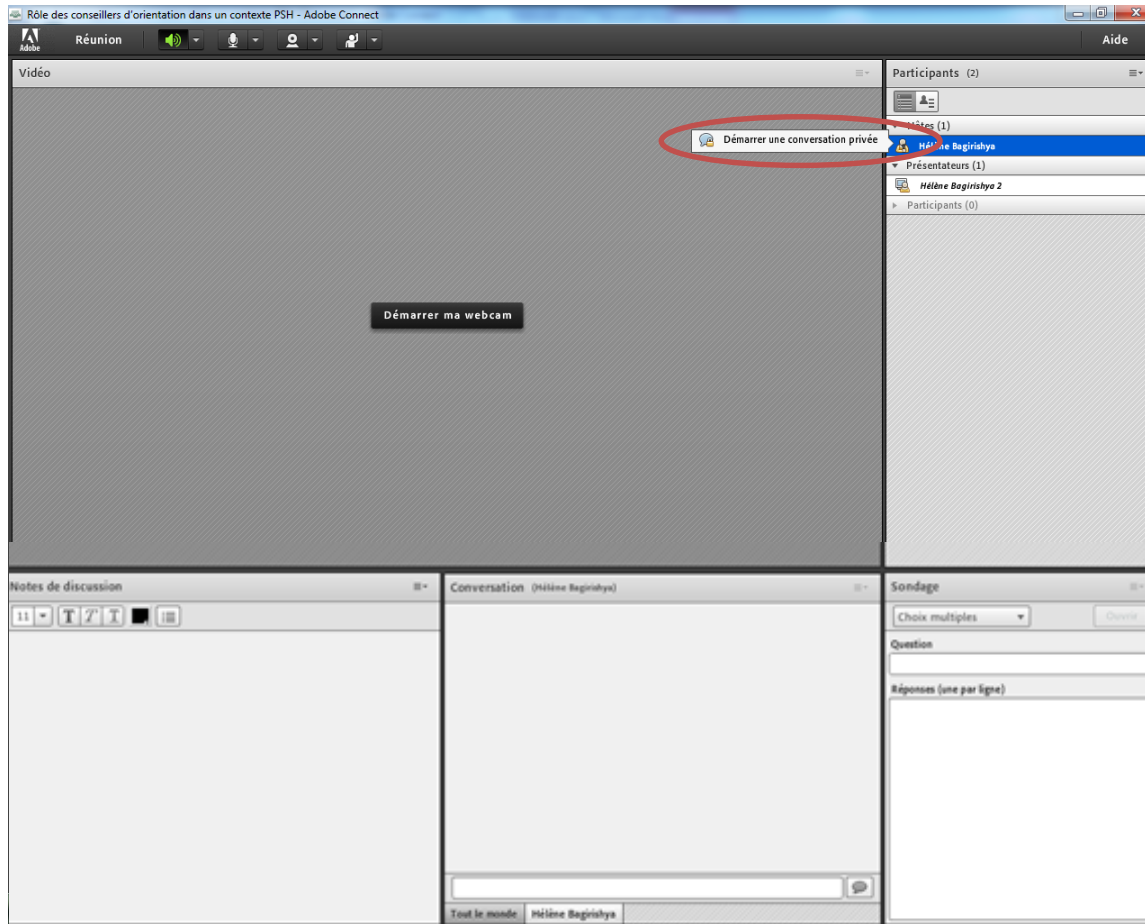 Rôle des conseillers d'orientation dans un contexte PSH - Adobe Connect
Adobe
Réunion
Aide
Vidéo
Participants (2)
Démarrer une conversation privée
Hôtes (1)
Hélène Bagirishya
Présentateurs (1)
Hélène Bagirishya 2
Participants (0)
Démarrer ma webcam
Notes de discussion
11
T T T
Conversation (Hélène Bagirishya)
Tout le monde
Hélène Bagirishya
Sondage
Choix multiples
Ouvrir
Question
Réponses (une par ligne)